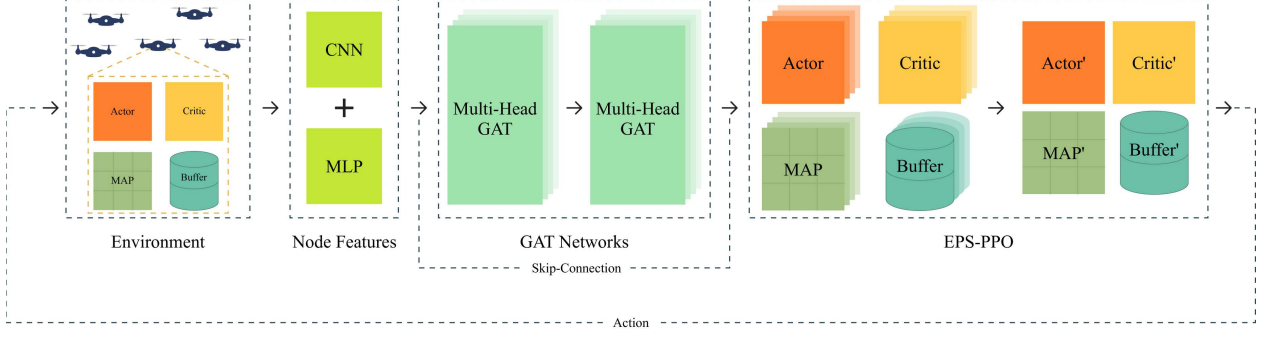 Actor
Critic
MAP
Buffer
Environment
CNN
+
MLP
Node Features
Multi-Head
GAT
Multi-Head
GAT
GAT Networks
Skip-Connection
Actor
Critic
MAP
Buffer
Actor'
Critic'
MAP'
Buffer'
EPS-PPO
Action